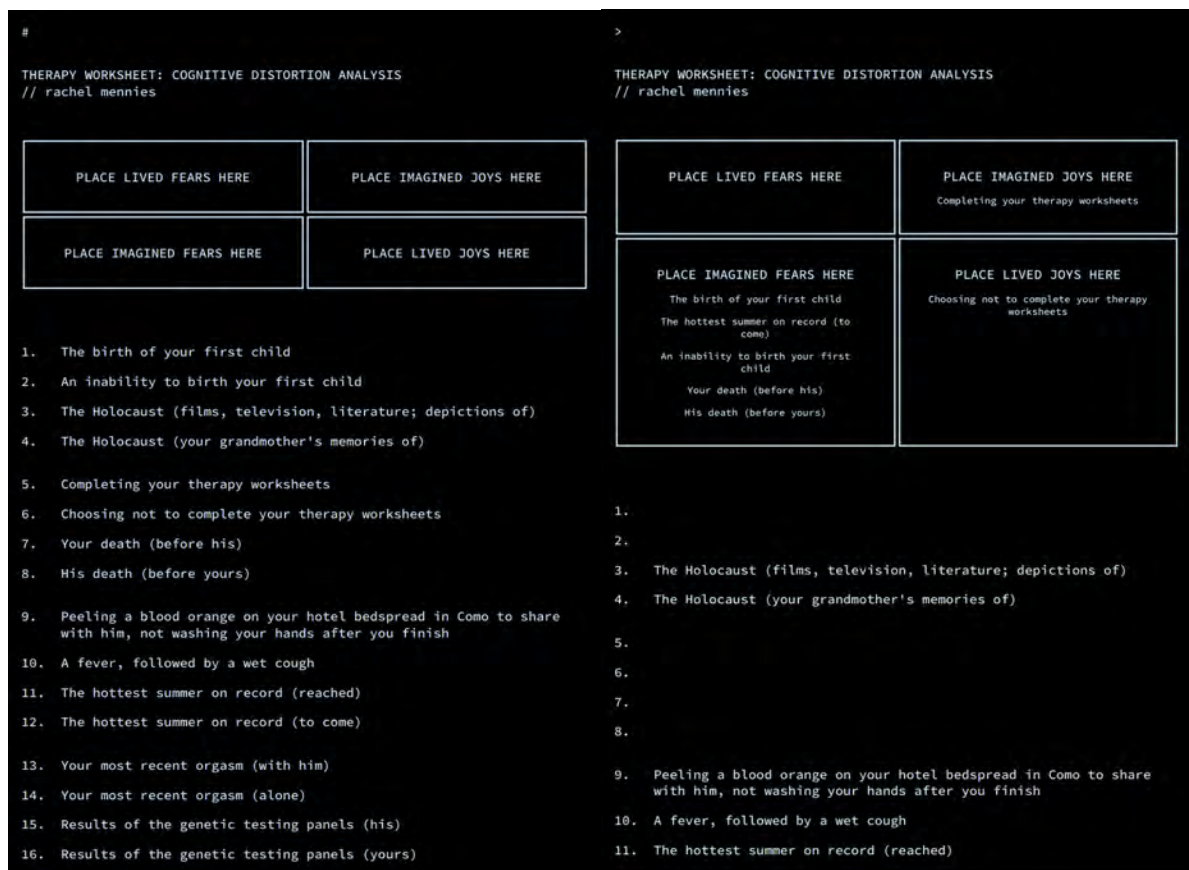 #
THERAPY WORKSHEET: COGNITIVE DISTORTION ANALYSIS
// rachel mennies
PLACE LIVED FEARS HERE
PLACE IMAGINED JOYS HERE
PLACE IMAGINED FEARS HERE
PLACE LIVED JOYS HERE
1. The birth of your first child
2. An inability to birth your first child
3. The Holocaust (films, television, literature; depictions of)
4. The Holocaust (your grandmother's memories of)
5. Completing your therapy worksheets
6. Choosing not to complete your therapy worksheets
7. Your death (before his)
8. His death (before yours)
9. Peeling a blood orange on your hotel bedspread in Como to share
with him, not washing your hands after you finish
10. A fever, followed by a wet cough
11. The hottest summer on record (reached)
12. The hottest summer on record (to come)
13. Your most recent orgasm (with him)
14. Your most recent orgasm (alone)
15. Results of the genetic testing panels (his)
16. Results of the genetic testing panels (yours)
>
THERAPY WORKSHEET: COGNITIVE DISTORTION ANALYSIS
// rachel mennies
PLACE LIVED FEARS HERE
PLACE IMAGINED JOYS HERE
Completing your therapy worksheets
PLACE IMAGINED FEARS HERE
The birth of your first child
The hottest summer on record (to
come)
An inability to birth your first
child
Your death (before his)
His death (before yours)
PLACE LIVED JOYS HERE
Choosing not to complete your therapy
worksheets
1.
2.
3. The Holocaust (films, television, literature; depictions of)
4. The Holocaust (your grandmother's memories of)
5.
6.
7.
8.
9. Peeling a blood orange on your hotel bedspread in Como to share
with him, not washing your hands after you finish
10. A fever, followed by a wet cough
11. The hottest summer on record (reached)